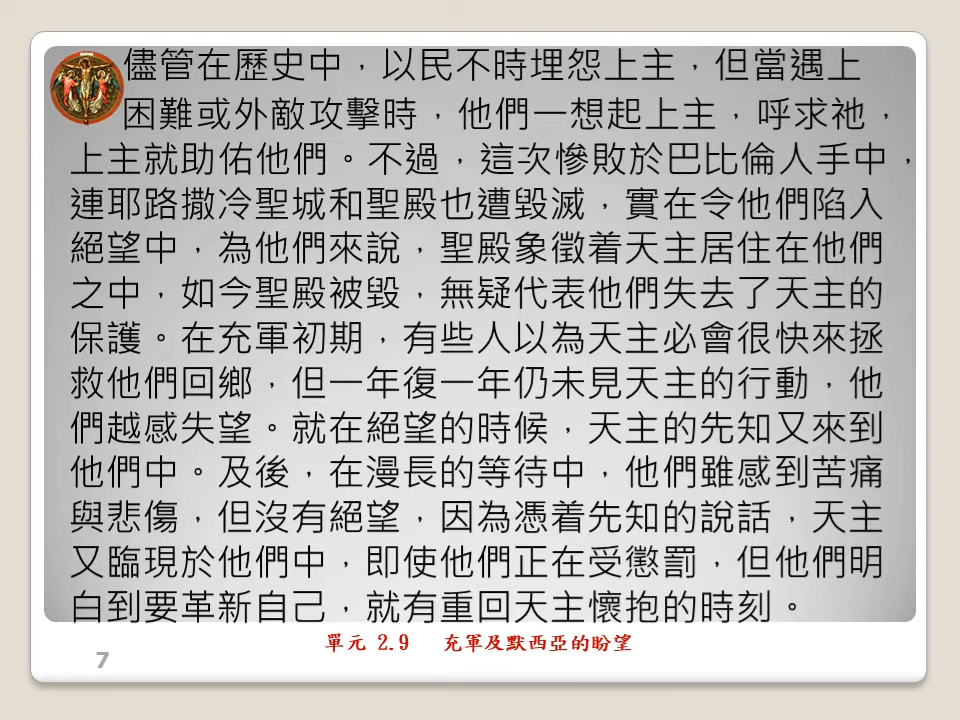 儘管在歷史中，以民不時埋怨上主，但當遇上
困難或外敵攻擊時，他們一想起上主，呼求祂，
上主就助佑他們。不過，這次慘敗於巴比倫人手中，
連耶路撒冷聖城和聖殿也遭毀滅，實在令他們陷入
絕望中，為他們來說，聖殿象徵着天主居住在他們
之中，如今聖殿被毀，無疑代表他們失去了天主的
保護。在充軍初期，有些人以為天主必會很快來拯
救他們回鄉，但一年復一年仍未見天主的行動，他
們越感失望。就在絕望的時候，天主的先知又來到
他們中。及後，在漫長的等待中，他們雖感到苦痛
與悲傷，但沒有絕望，因為憑着先知的說話，天主
又臨現於他們中，即使他們正在受懲罰，但他們明
白到要革新自己，就有重回天主懷抱的時刻。
單元 2.9 充軍及默西亞的盼望
7